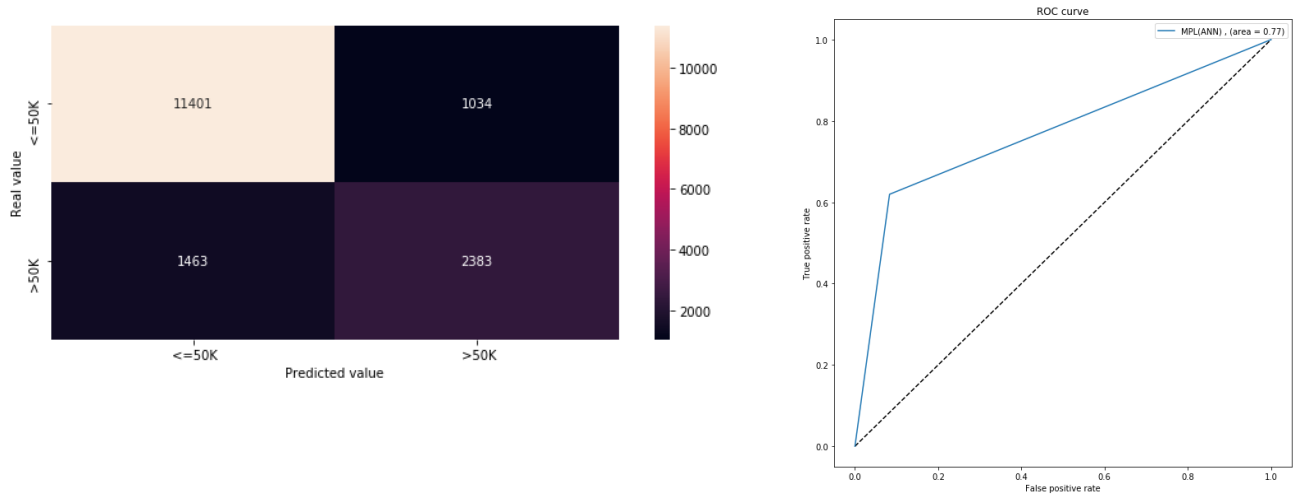 11401
1034
1463
2383
<=50K
>50K
Real value
<=50K
>50K
Predicted value
10000
8000
6000
4000
2000
ROC curve
MPL(ANN) , (area = 0.77)
1.0
0.8
0.6
0.4
0.2
0.0
True positive rate
0.0
0.2
0.4
0.6
0.8
1.0
False positive rate